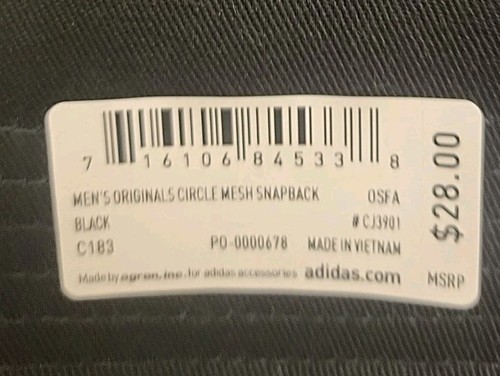 7 16106 84533 8
MEN'S ORIGINALS CIRCLE MESH SNAPBACK OSFA
BLACK # CJ3901
C183 PO-0000678 MADE IN VIETNAM
Made by agron, inc. for adidas accessories adidas.com
$28.00
MSRP